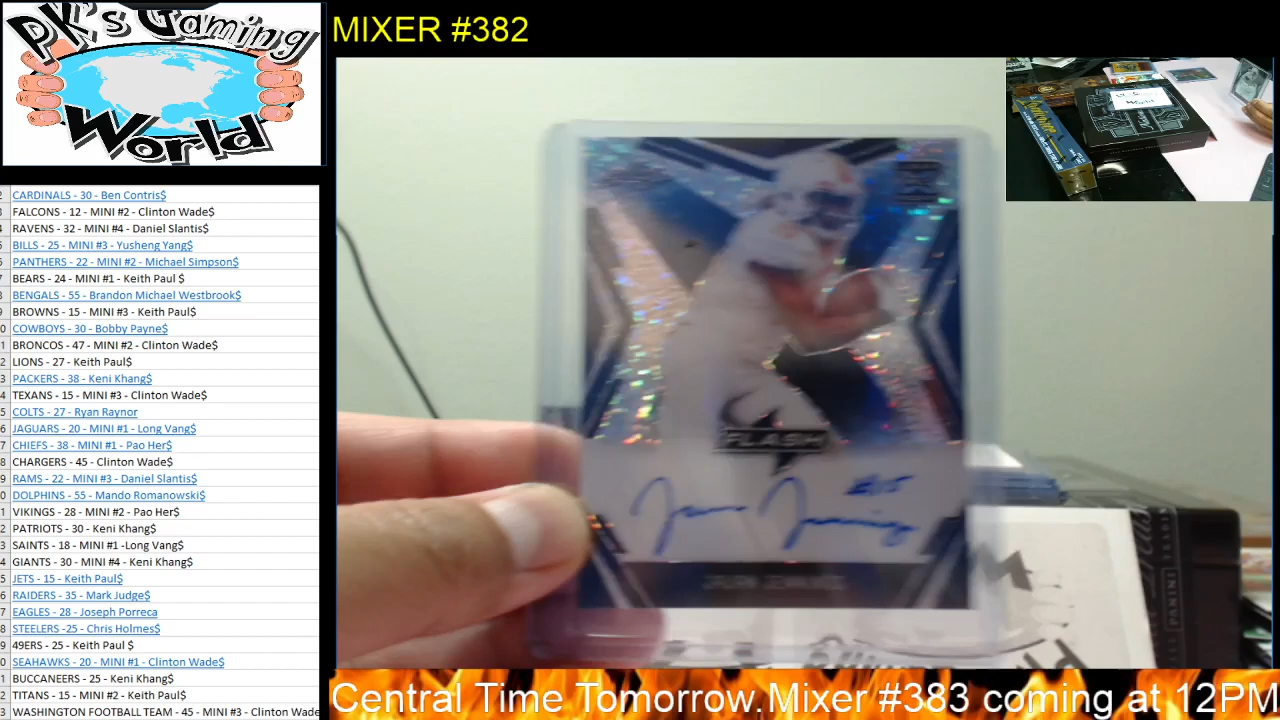 PK's Gaming
World
MIXER #382
CARDINALS - 30 - Ben Contris$
FALCONS - 12 - MINI #2 - Clinton Wade$
RAVENS - 32 - MINI #4 - Daniel Slantis$
BILLS - 25 - MINI #3 - Yusheng Yang$
PANTHERS - 22 - MINI #2 - Michael Simpson$
BEARS - 24 - MINI #1 - Keith Paul $
BENGALS - 55 - Brandon Michael Westbrook$
BROWNS - 15 - MINI #3 - Keith Paul$
COWBOYS - 30 - Bobby Payne$
BRONCOS - 47 - MINI #2 - Clinton Wade$
LIONS - 27 - Keith Paul$
PACKERS - 38 - Keni Khang$
TEXANS - 15 - MINI #3 - Clinton Wade$
COLTS - 27 - Ryan Raynor
JAGUARS - 20 - MINI #1 - Long Vang$
CHIEFS - 38 - MINI #1 - Pao Her$
CHARGERS - 45 - Clinton Wade$
RAMS - 22 - MINI #3 - Daniel Slantis$
DOLPHINS - 55 - Mando Romanowski$
VIKINGS - 28 - MINI #2 - Pao Her$
PATRIOTS - 30 - Keni Khang$
SAINTS - 18 - MINI #1 -Long Vang$
GIANTS - 30 - MINI #4 - Keni Khang$
JETS - 15 - Keith Paul$
RAIDERS - 35 - Mark Judge$
EAGLES - 28 - Joseph Porreca
STEELERS -25 - Chris Holmes$
49ERS - 25 - Keith Paul $
SEAHAWKS - 20 - MINI #1 - Clinton Wade$
BUCCANEERS - 25 - Keni Khang$
TITANS - 15 - MINI #2 - Keith Paul$
WASHINGTON FOOTBALL TEAM - 45 - MINI #3 - Clinton Wade
FLASH
#15
PANINI
Central Time Tomorrow.Mixer #383 coming at 12PM